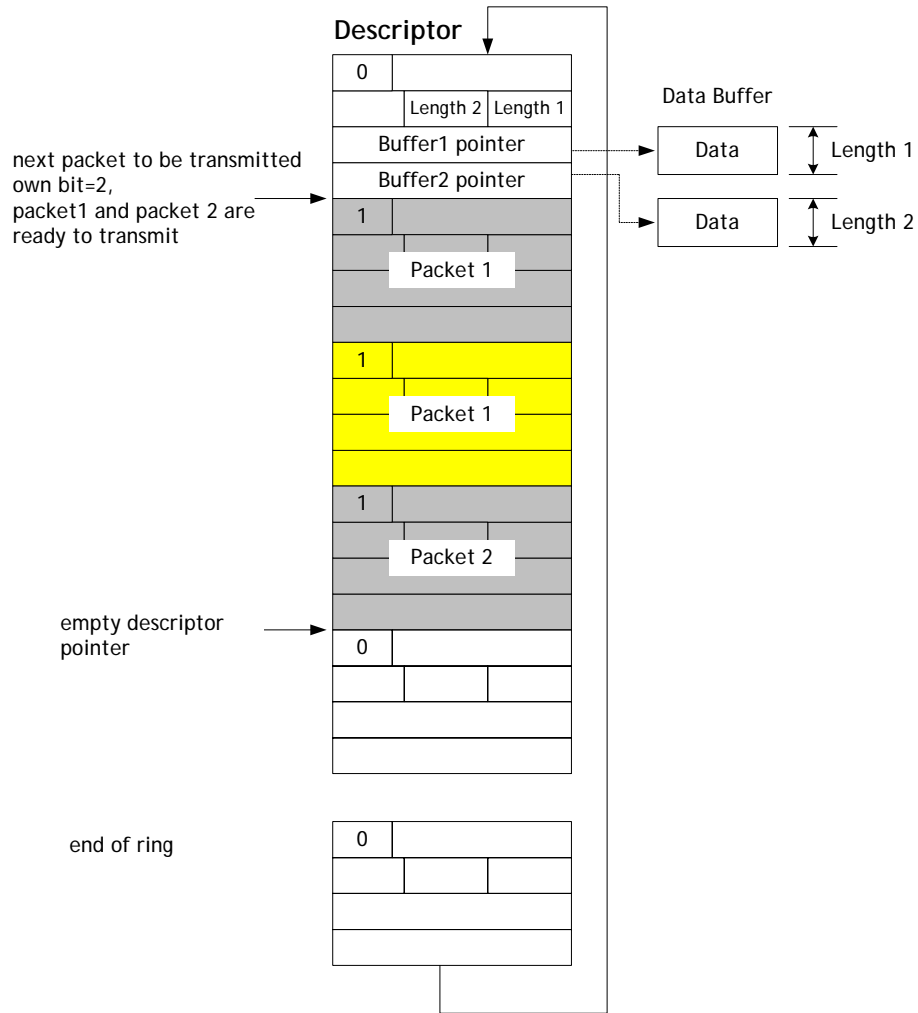 Descriptor
0
Length 2 Length 1
Data Buffer
Buffer1 pointer
Data
Length 1
next packet to be transmitted
own bit=2,
packet1 and packet 2 are
ready to transmit
Buffer2 pointer
Data
Length 2
1
Packet 1
1
Packet 1
1
Packet 2
empty descriptor
pointer
0
end of ring
0